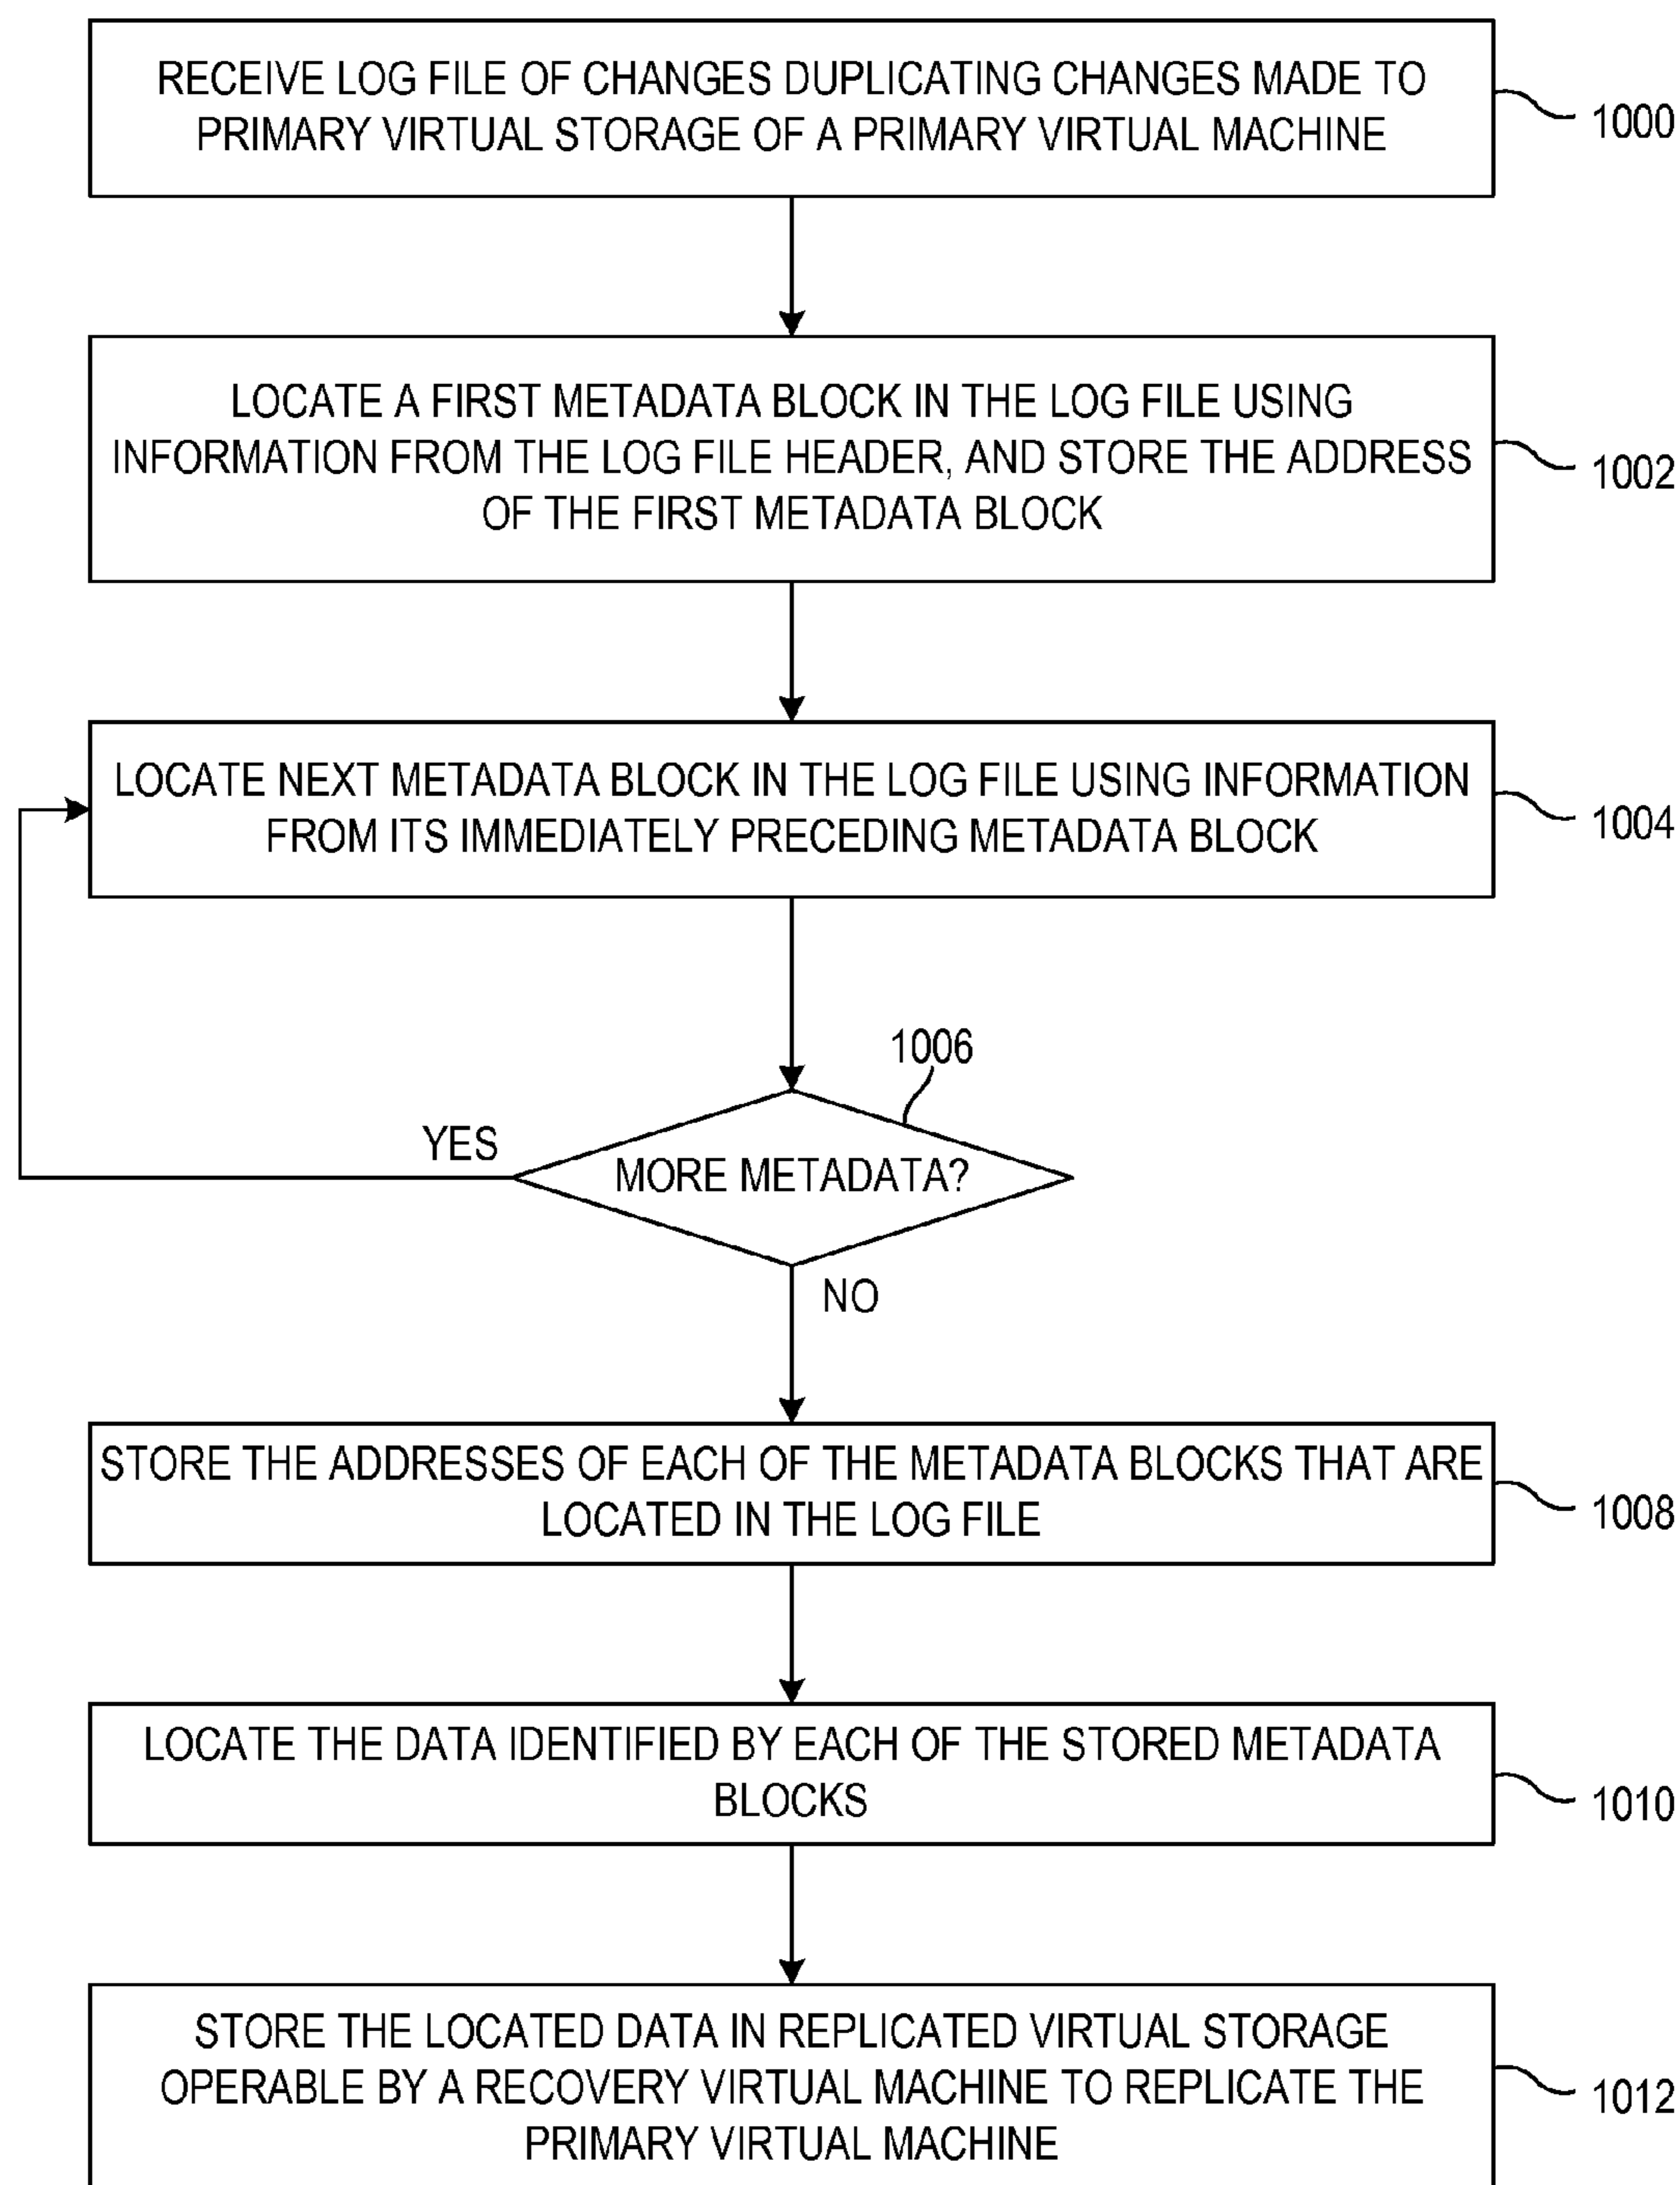 RECEIVE LOG FILE OF CHANGES DUPLICATING CHANGES MADE TO
PRIMARY VIRTUAL STORAGE OF A PRIMARY VIRTUAL MACHINE
1000
LOCATE A FIRST METADATA BLOCK IN THE LOG FILE USING
INFORMATION FROM THE LOG FILE HEADER, AND STORE THE ADDRESS
OF THE FIRST METADATA BLOCK
1002
LOCATE NEXT METADATA BLOCK IN THE LOG FILE USING INFORMATION
FROM ITS IMMEDIATELY PRECEDING METADATA BLOCK
1004
1006
YES
MORE METADATA?
NO
STORE THE ADDRESSES OF EACH OF THE METADATA BLOCKS THAT ARE
LOCATED IN THE LOG FILE
1008
LOCATE THE DATA IDENTIFIED BY EACH OF THE STORED METADATA
BLOCKS
1010
STORE THE LOCATED DATA IN REPLICATED VIRTUAL STORAGE
OPERABLE BY A RECOVERY VIRTUAL MACHINE TO REPLICATE THE
PRIMARY VIRTUAL MACHINE
1012